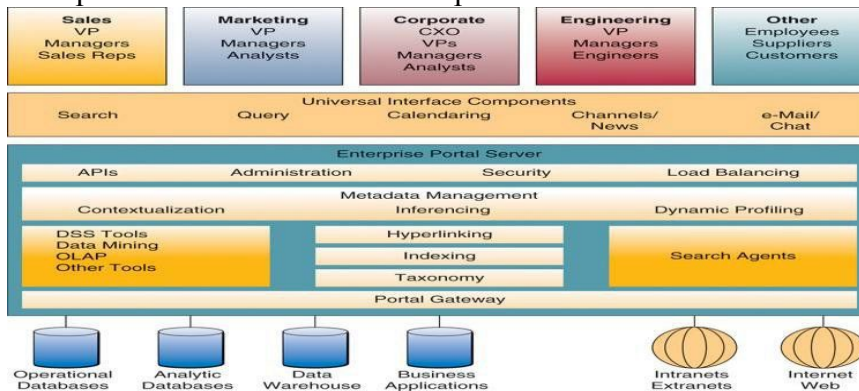 Sales
VP
Managers
Sales Reps
Marketing
VP
Managers
Analysts
Corporate
CXO
VPs
Managers
Analysts
Engineering
VP
Managers
Engineers
Other
Employees
Suppliers
Customers
Universal Interface Components
Search Query Calendaring Channels/ e-Mail/
News Chat
Enterprise Portal Server
APIs Administration Security Load Balancing
Metadata Management
Contextualization Inferencing Dynamic Profiling
DSS Tools
Data Mining
OLAP
Other Tools
Hyperlinking
Indexing
Taxonomy
Search Agents
Portal Gateway
Operational
Databases
Analytic
Databases
Data
Warehouse
Business
Applications
Intranets
Extranets
Internet
Web